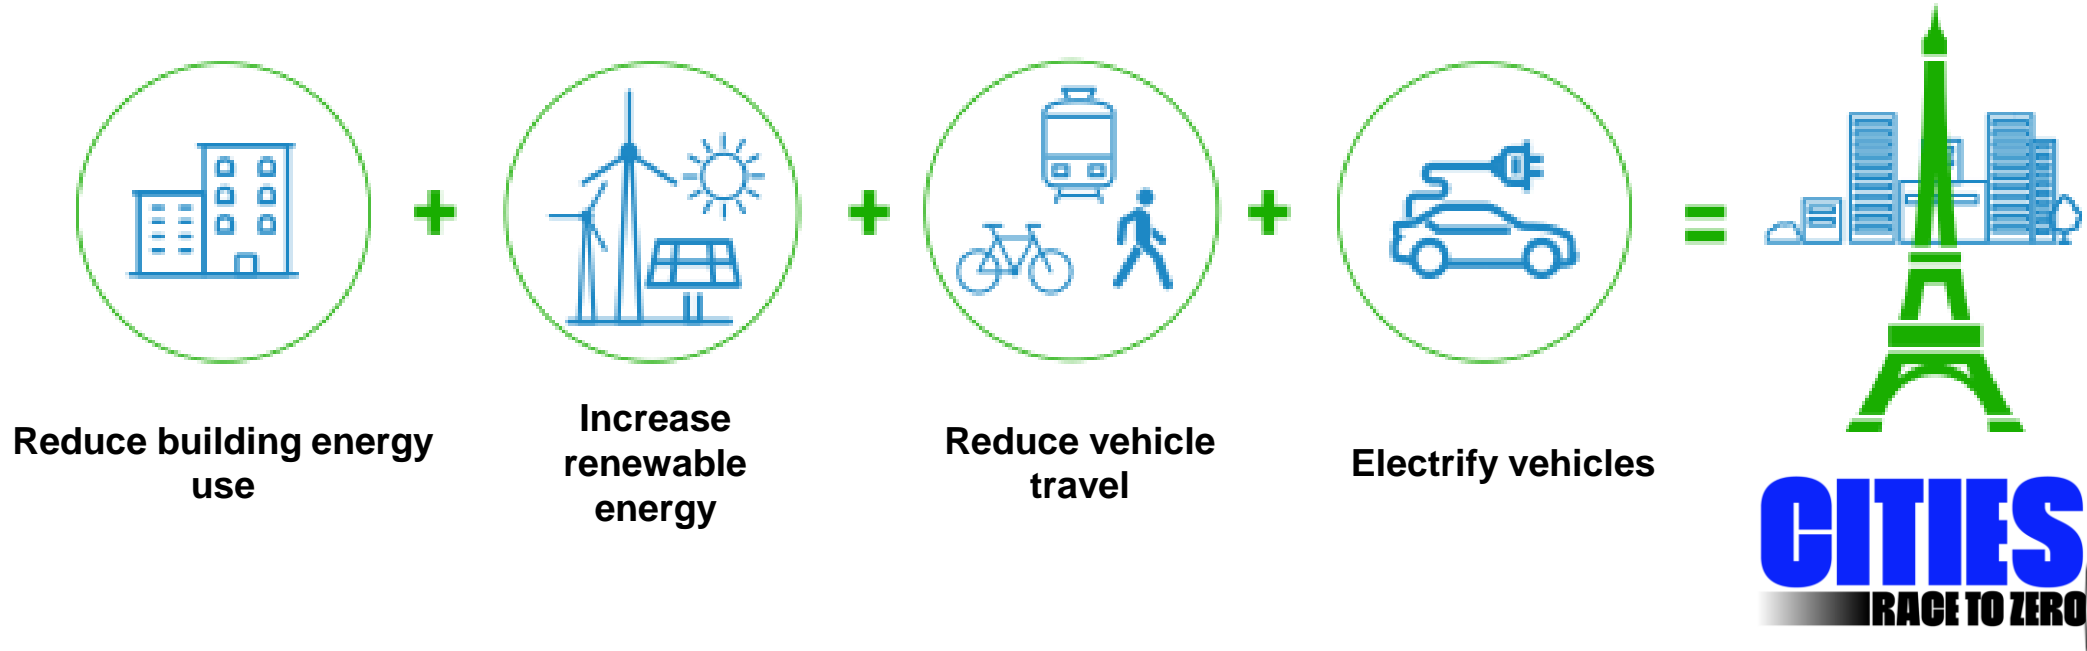 Reduce building energy
use
Increase
renewable
energy
Reduce vehicle
travel
Electrify vehicles
CITIES
RACE TO ZERO